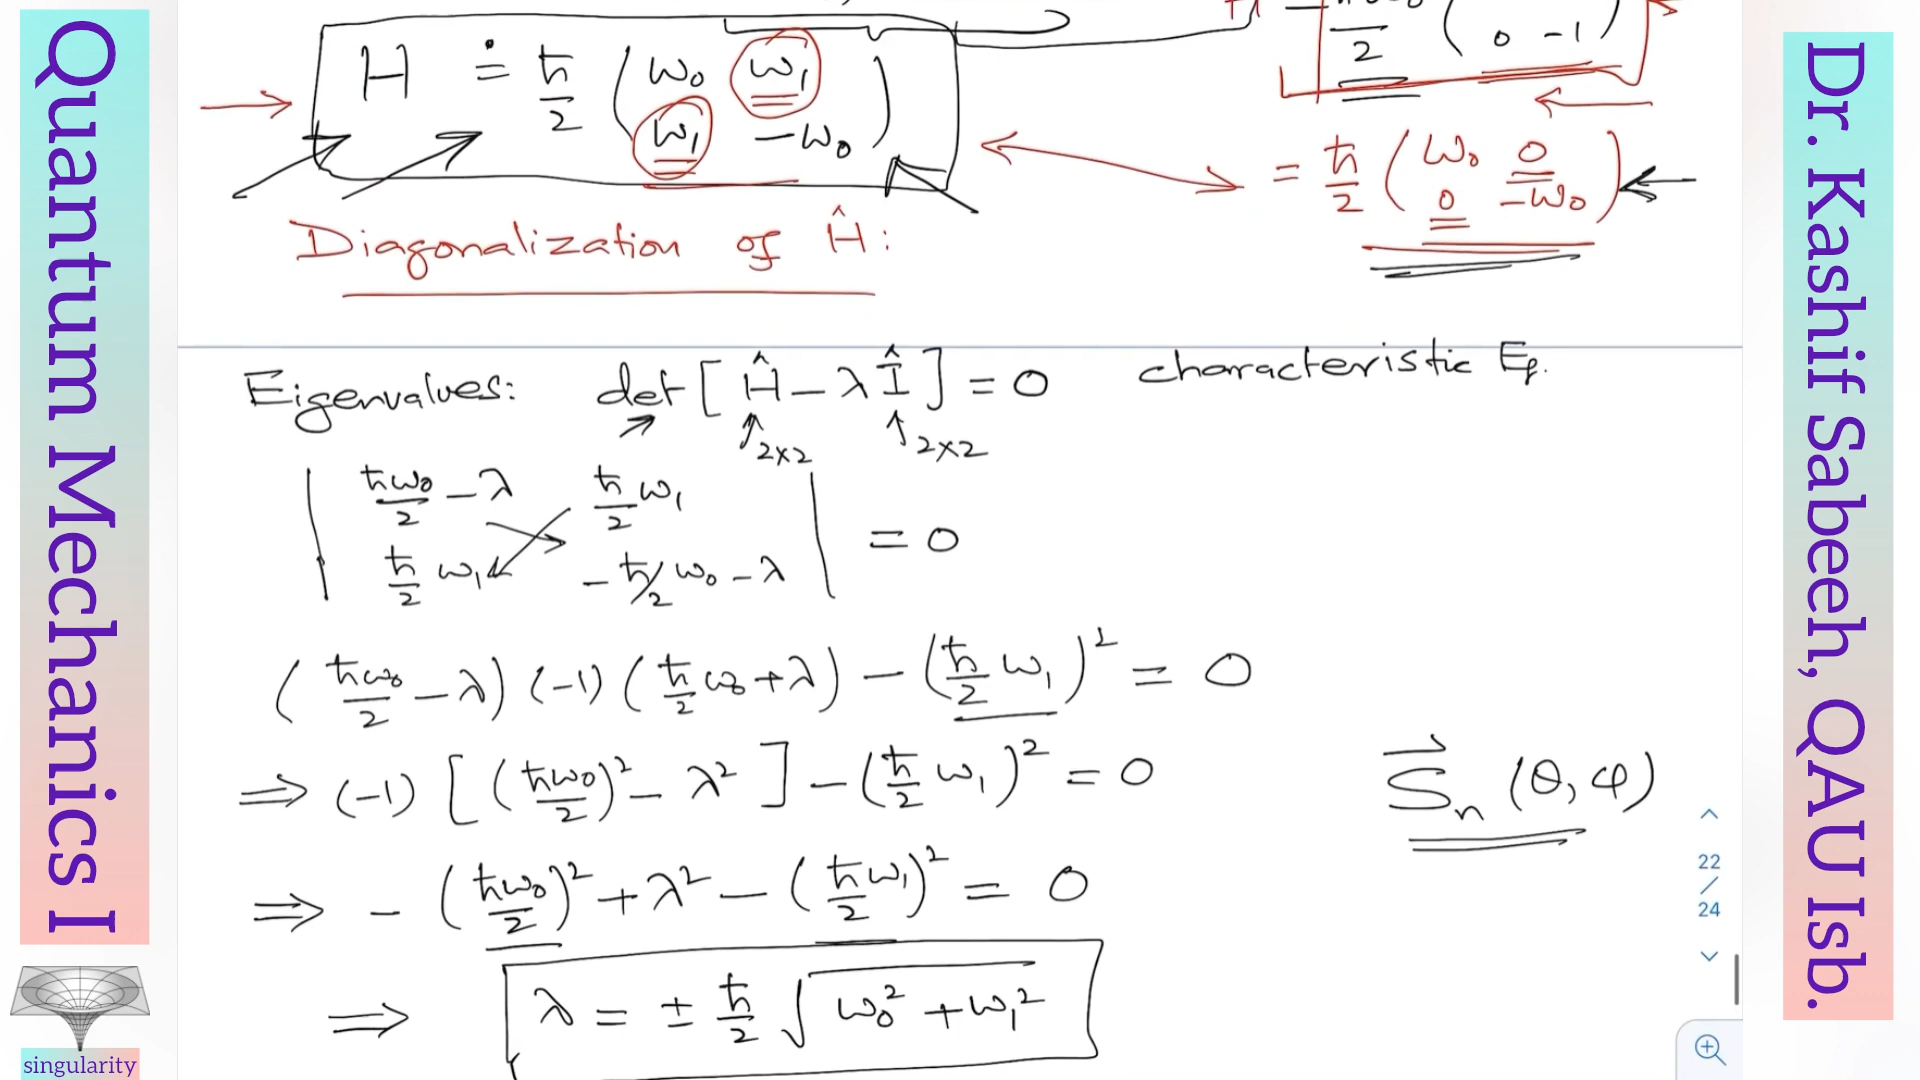 Quantum Mechanics I
singularity
H ≐ ħ/2 ( ω₀ ω₁
ω₁ −ω₀ )
2 ( 0 −1 )
= ħ/2 ( ω₀ 0
0 −ω₀ )
Diagonalization of Ĥ:
Eigenvalues: det [ Ĥ − λ Î ] = 0 characteristic Eq.
2×2 2×2
| ħω₀/2 − λ ħ/2 ω₁ |
| ħ/2 ω₁ −ħ/2 ω₀ − λ | = 0
( ħω₀/2 − λ) (−1) ( ħ/2 ω₀ + λ) − ( ħ/2 ω₁ )² = 0
⇒ (−1) [ ( ħω₀/2 )² − λ² ] − ( ħ/2 ω₁ )² = 0
S⃗ₙ (θ, φ)
⇒ − ( ħω₀/2 )² + λ² − ( ħω₁/2 )² = 0
⇒ λ = ± ħ/2 √ω₀² + ω₁²
22
/
24
Dr. Kashif Sabeeh, QAU Isb.